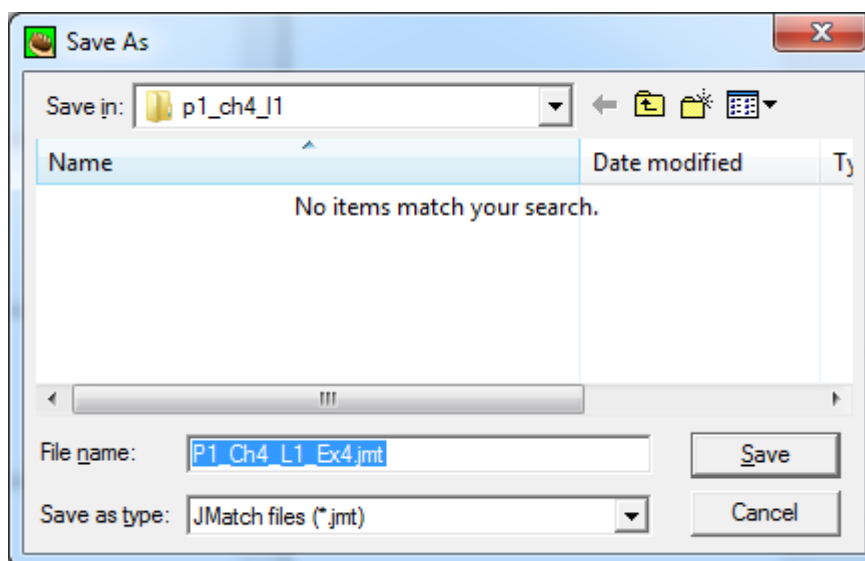 Save As
Save in: p1_ch4_l1
Name Date modified Ty
No items match your search.
File name: P1_Ch4_L1_Ex4.jmt Save
Save as type: JMatch files (*.jmt) Cancel